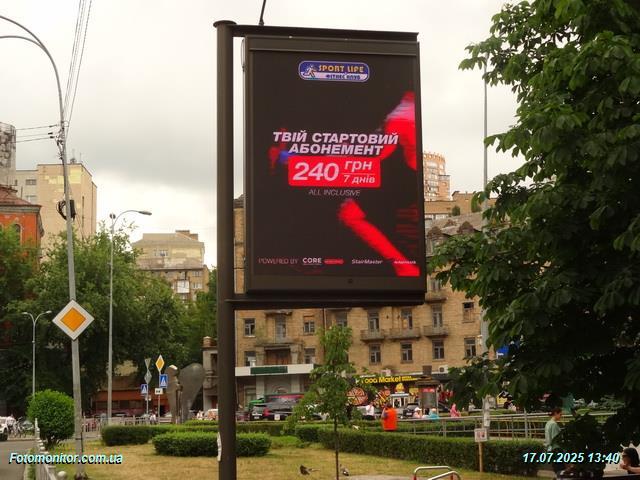 SPORT LIFE
ФІТНЕС КЛУБ
ТВІЙ СТАРТОВИЙ
АБОНЕМЕНТ
240 грн
7 днів
ALL INCLUSIVE
POWERED BY CORE StairMaster
Food Market
Fotomonitor.com.ua
17.07.2025 13:40